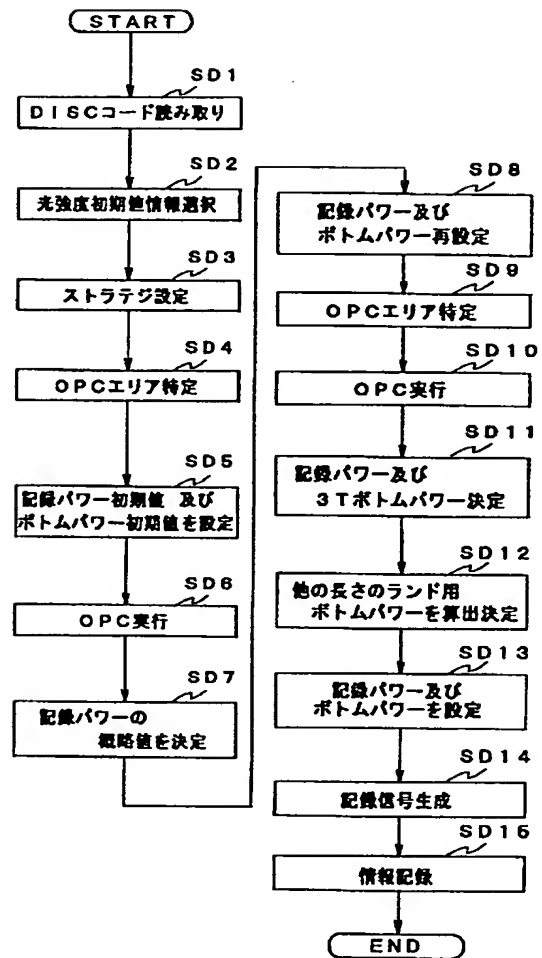 START
SD1
DISCコード読み取り
SD2
光強度初期値情報選択
SD3
ストラテジ設定
SD4
OPCエリア特定
SD5
記録パワー初期値 及び
ボトムパワー初期値を設定
SD6
OPC実行
SD7
記録パワーの
概略値を決定
SD8
記録パワー及び
ボトムパワー再設定
SD9
OPCエリア特定
SD10
OPC実行
SD11
記録パワー及び
3Tボトムパワー決定
SD12
他の長さのランド用
ボトムパワーを算出決定
SD13
記録パワー及び
ボトムパワーを設定
SD14
記録信号生成
SD15
情報記録
END